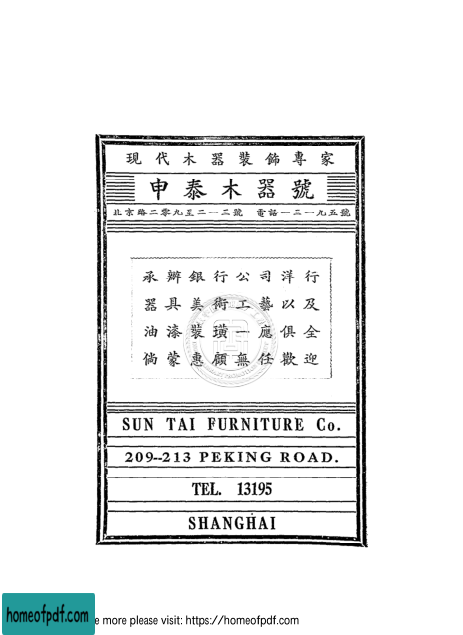 現代木器裝飾專家
申泰木器號
北京路二零九至二一三號 電話一三一九五號
承辦銀行公司洋行
器具美術工藝以及
油漆裝璜一應俱全
倘蒙惠顧無任歡迎
SUN TAI FURNITURE Co.
209--213 PEKING ROAD.
TEL. 13195
SHANGHAI
homeofpdf.com
e more please visit: https://homeofpdf.com